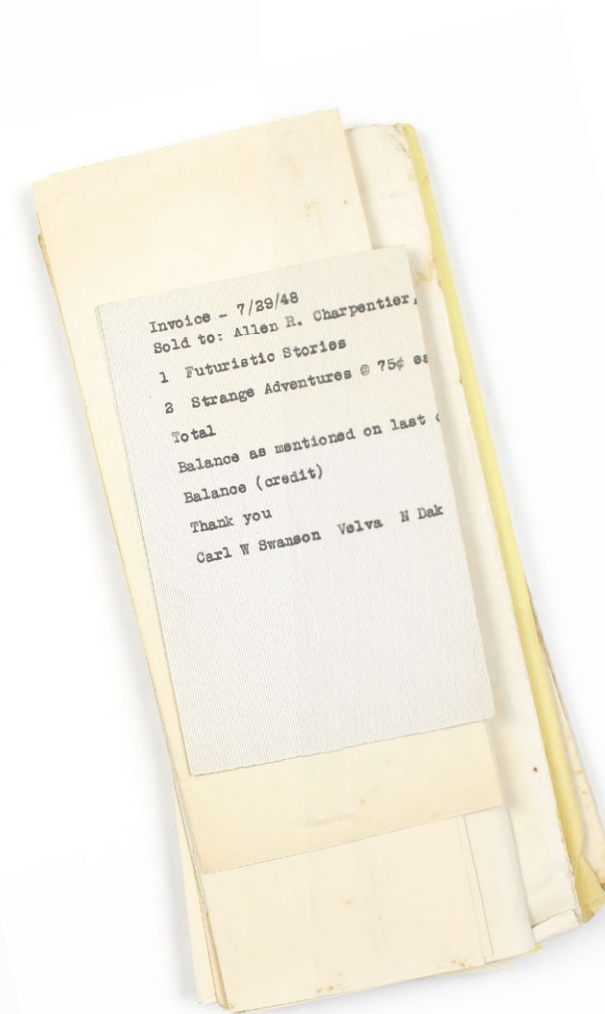 Invoice - 7/29/48
Sold to: Allen R. Charpentier,
1 Futuristic Stories
2 Strange Adventures @ 75¢ ea
Total
Balance as mentioned on last
Balance (credit)
Thank you
Carl W Swanson Velva N Dak